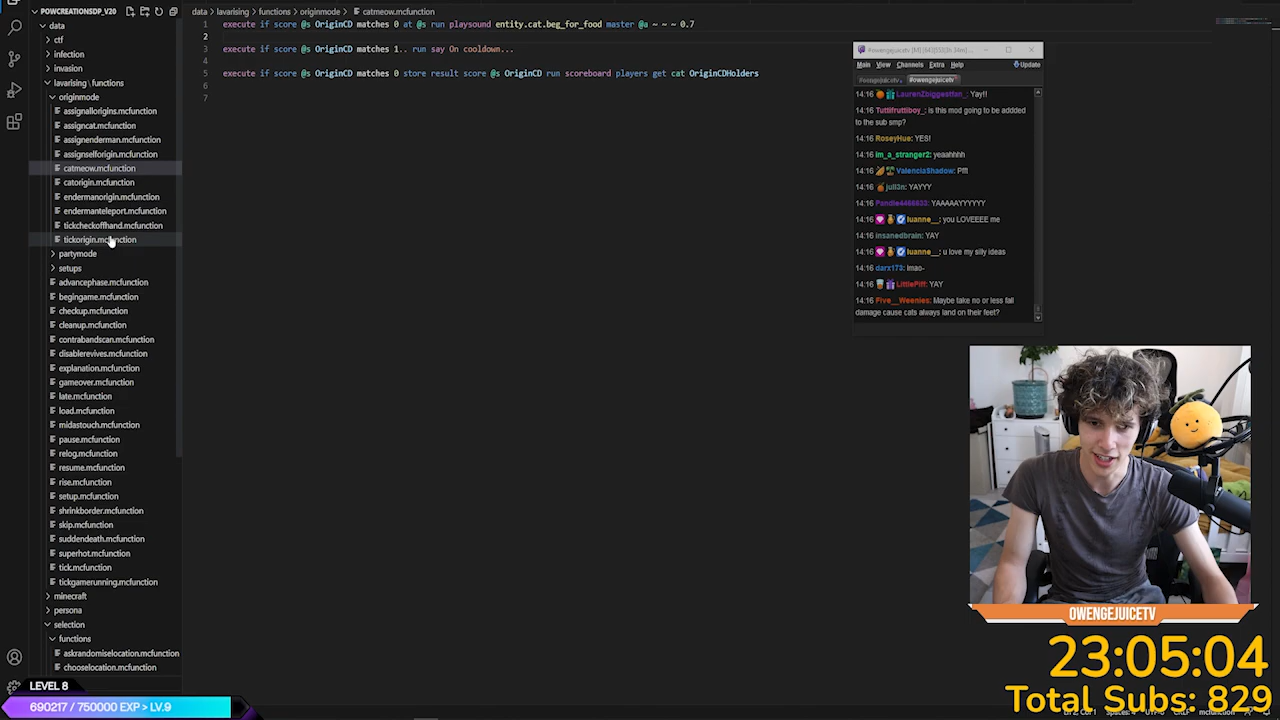 POWCREATIONSDP_V20
data
ctf
infection
invasion
lavarising \ functions
originmode
assignallorigins.mcfunction
assigncat.mcfunction
assignenderman.mcfunction
assignselforigin.mcfunction
catmeow.mcfunction
catorigin.mcfunction
endermanorigin.mcfunction
endermanteleport.mcfunction
tickcheckoffhand.mcfunction
tickorigin.mcfunction
partymode
setups
advancephase.mcfunction
begingame.mcfunction
checkup.mcfunction
cleanup.mcfunction
contrabandscan.mcfunction
disablerevives.mcfunction
explanation.mcfunction
gameover.mcfunction
late.mcfunction
load.mcfunction
midastouch.mcfunction
pause.mcfunction
relog.mcfunction
resume.mcfunction
rise.mcfunction
setup.mcfunction
shrinkborder.mcfunction
skip.mcfunction
suddendeath.mcfunction
superhot.mcfunction
tick.mcfunction
tickgamerunning.mcfunction
minecraft
persona
selection
functions
askrandomiselocation.mcfunction
chooselocation.mcfunction
data > lavarising > functions > originmode > catmeow.mcfunction
1 execute if score @s OriginCD matches 0 at @s run playsound entity.cat.beg_for_food master @a ~ ~ ~ 0.7
2
3 execute if score @s OriginCD matches 1.. run say On cooldown...
4
5 execute if score @s OriginCD matches 0 store result score @s OriginCD run scoreboard players get cat OriginCDHolders
6
7
Main View Channels Extra Help Update
#owengejuicetv #owengejuicetv
14:16 LaurenZbiggestfan_: Yay!!
14:16 Tuttifruttiboy_: is this mod going to be addded
to the sub smp?
14:16 RoseyHue: YES!
14:16 im_a_stranger2: yeaahhhh
14:16 ValenciaShadow: Pfft
14:16 juli3n: YAYYY
14:16 Pandie4466633: YAAAAAYYYYYY
14:16 luanne__: you LOVEEEE me
14:16 insanedbrain: YAY
14:16 luanne__: u love my silly ideas
14:16 darx173: lmao-
14:16 LittlePiff: YAY
14:16 Five__Weenies: Maybe take no or less fall
damage cause cats always land on their feet?
OWENGEJUICETV
23:05:04
Total Subs: 829
LEVEL 8
690217 / 750000 EXP > LV.9